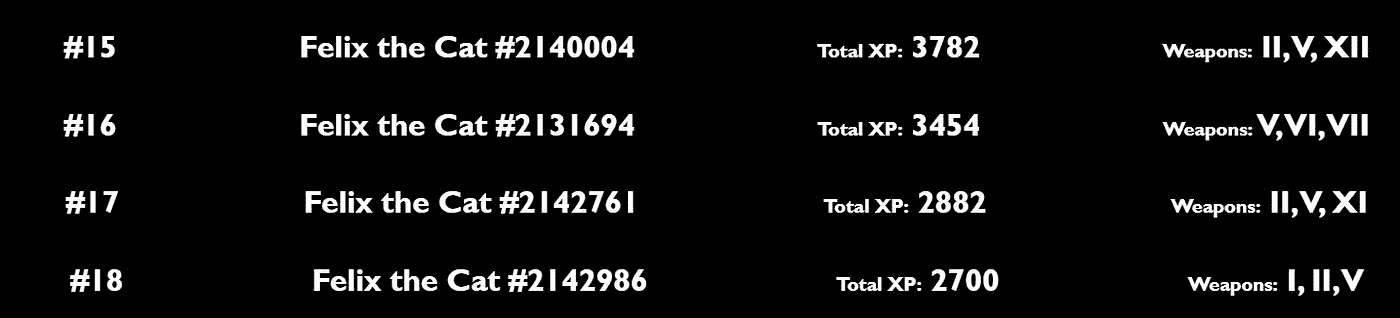 #15 Felix the Cat #2140004 Total XP: 3782 Weapons: II,V, XII
#16 Felix the Cat #2131694 Total XP: 3454 Weapons: V,VI,VII
#17 Felix the Cat #2142761 Total XP: 2882 Weapons: II,V, XI
#18 Felix the Cat #2142986 Total XP: 2700 Weapons: I, II,V